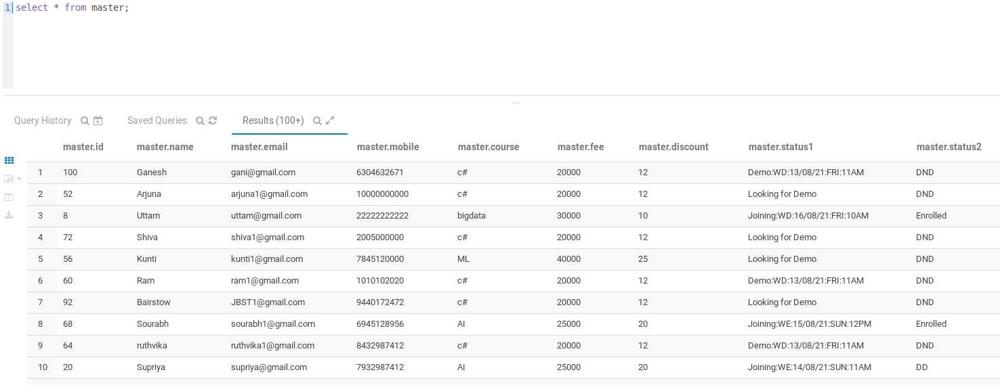 1 select * from master;
Query History Saved Queries Results (100+)
master.id master.name master.email master.mobile master.course master.fee master.discount master.status1 master.status2
1 100 Ganesh gani@gmail.com 6304632671 c# 20000 12 Demo:WD:13/08/21:FRI:11AM DND
2 52 Arjuna arjuna1@gmail.com 10000000000 c# 20000 12 Looking for Demo DND
3 8 Uttam uttam@gmail.com 22222222222 bigdata 30000 10 Joining:WD:16/08/21:FRI:10AM Enrolled
4 72 Shiva shiva1@gmail.com 2005000000 c# 20000 12 Looking for Demo DND
5 56 Kunti kunti1@gmail.com 7845120000 ML 40000 25 Looking for Demo DND
6 60 Ram ram1@gmail.com 1010102020 c# 20000 12 Demo:WD:13/08/21:FRI:11AM DND
7 92 Bairstow JBST1@gmail.com 9440172472 c# 20000 12 Looking for Demo DND
8 68 Sourabh sourabh1@gmail.com 6945128956 AI 25000 20 Joining:WE:15/08/21:SUN:12PM Enrolled
9 64 ruthvika ruthvika1@gmail.com 8432987412 c# 20000 12 Demo:WD:13/08/21:FRI:11AM DND
10 20 Supriya supriya@gmail.com 7932987412 AI 25000 20 Joining:WE:14/08/21:SUN:11AM DD